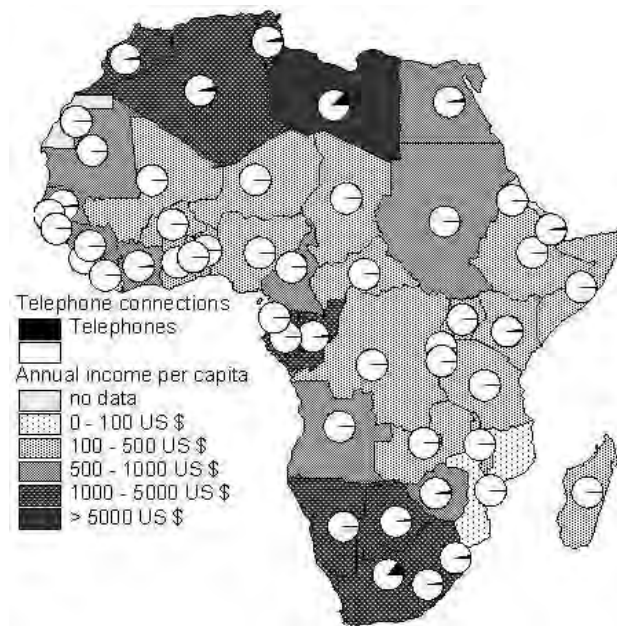 Telephone connections
Telephones
Annual income per capita
no data
0 - 100 US $
100 - 500 US $
500 - 1000 US $
1000 - 5000 US $
> 5000 US $